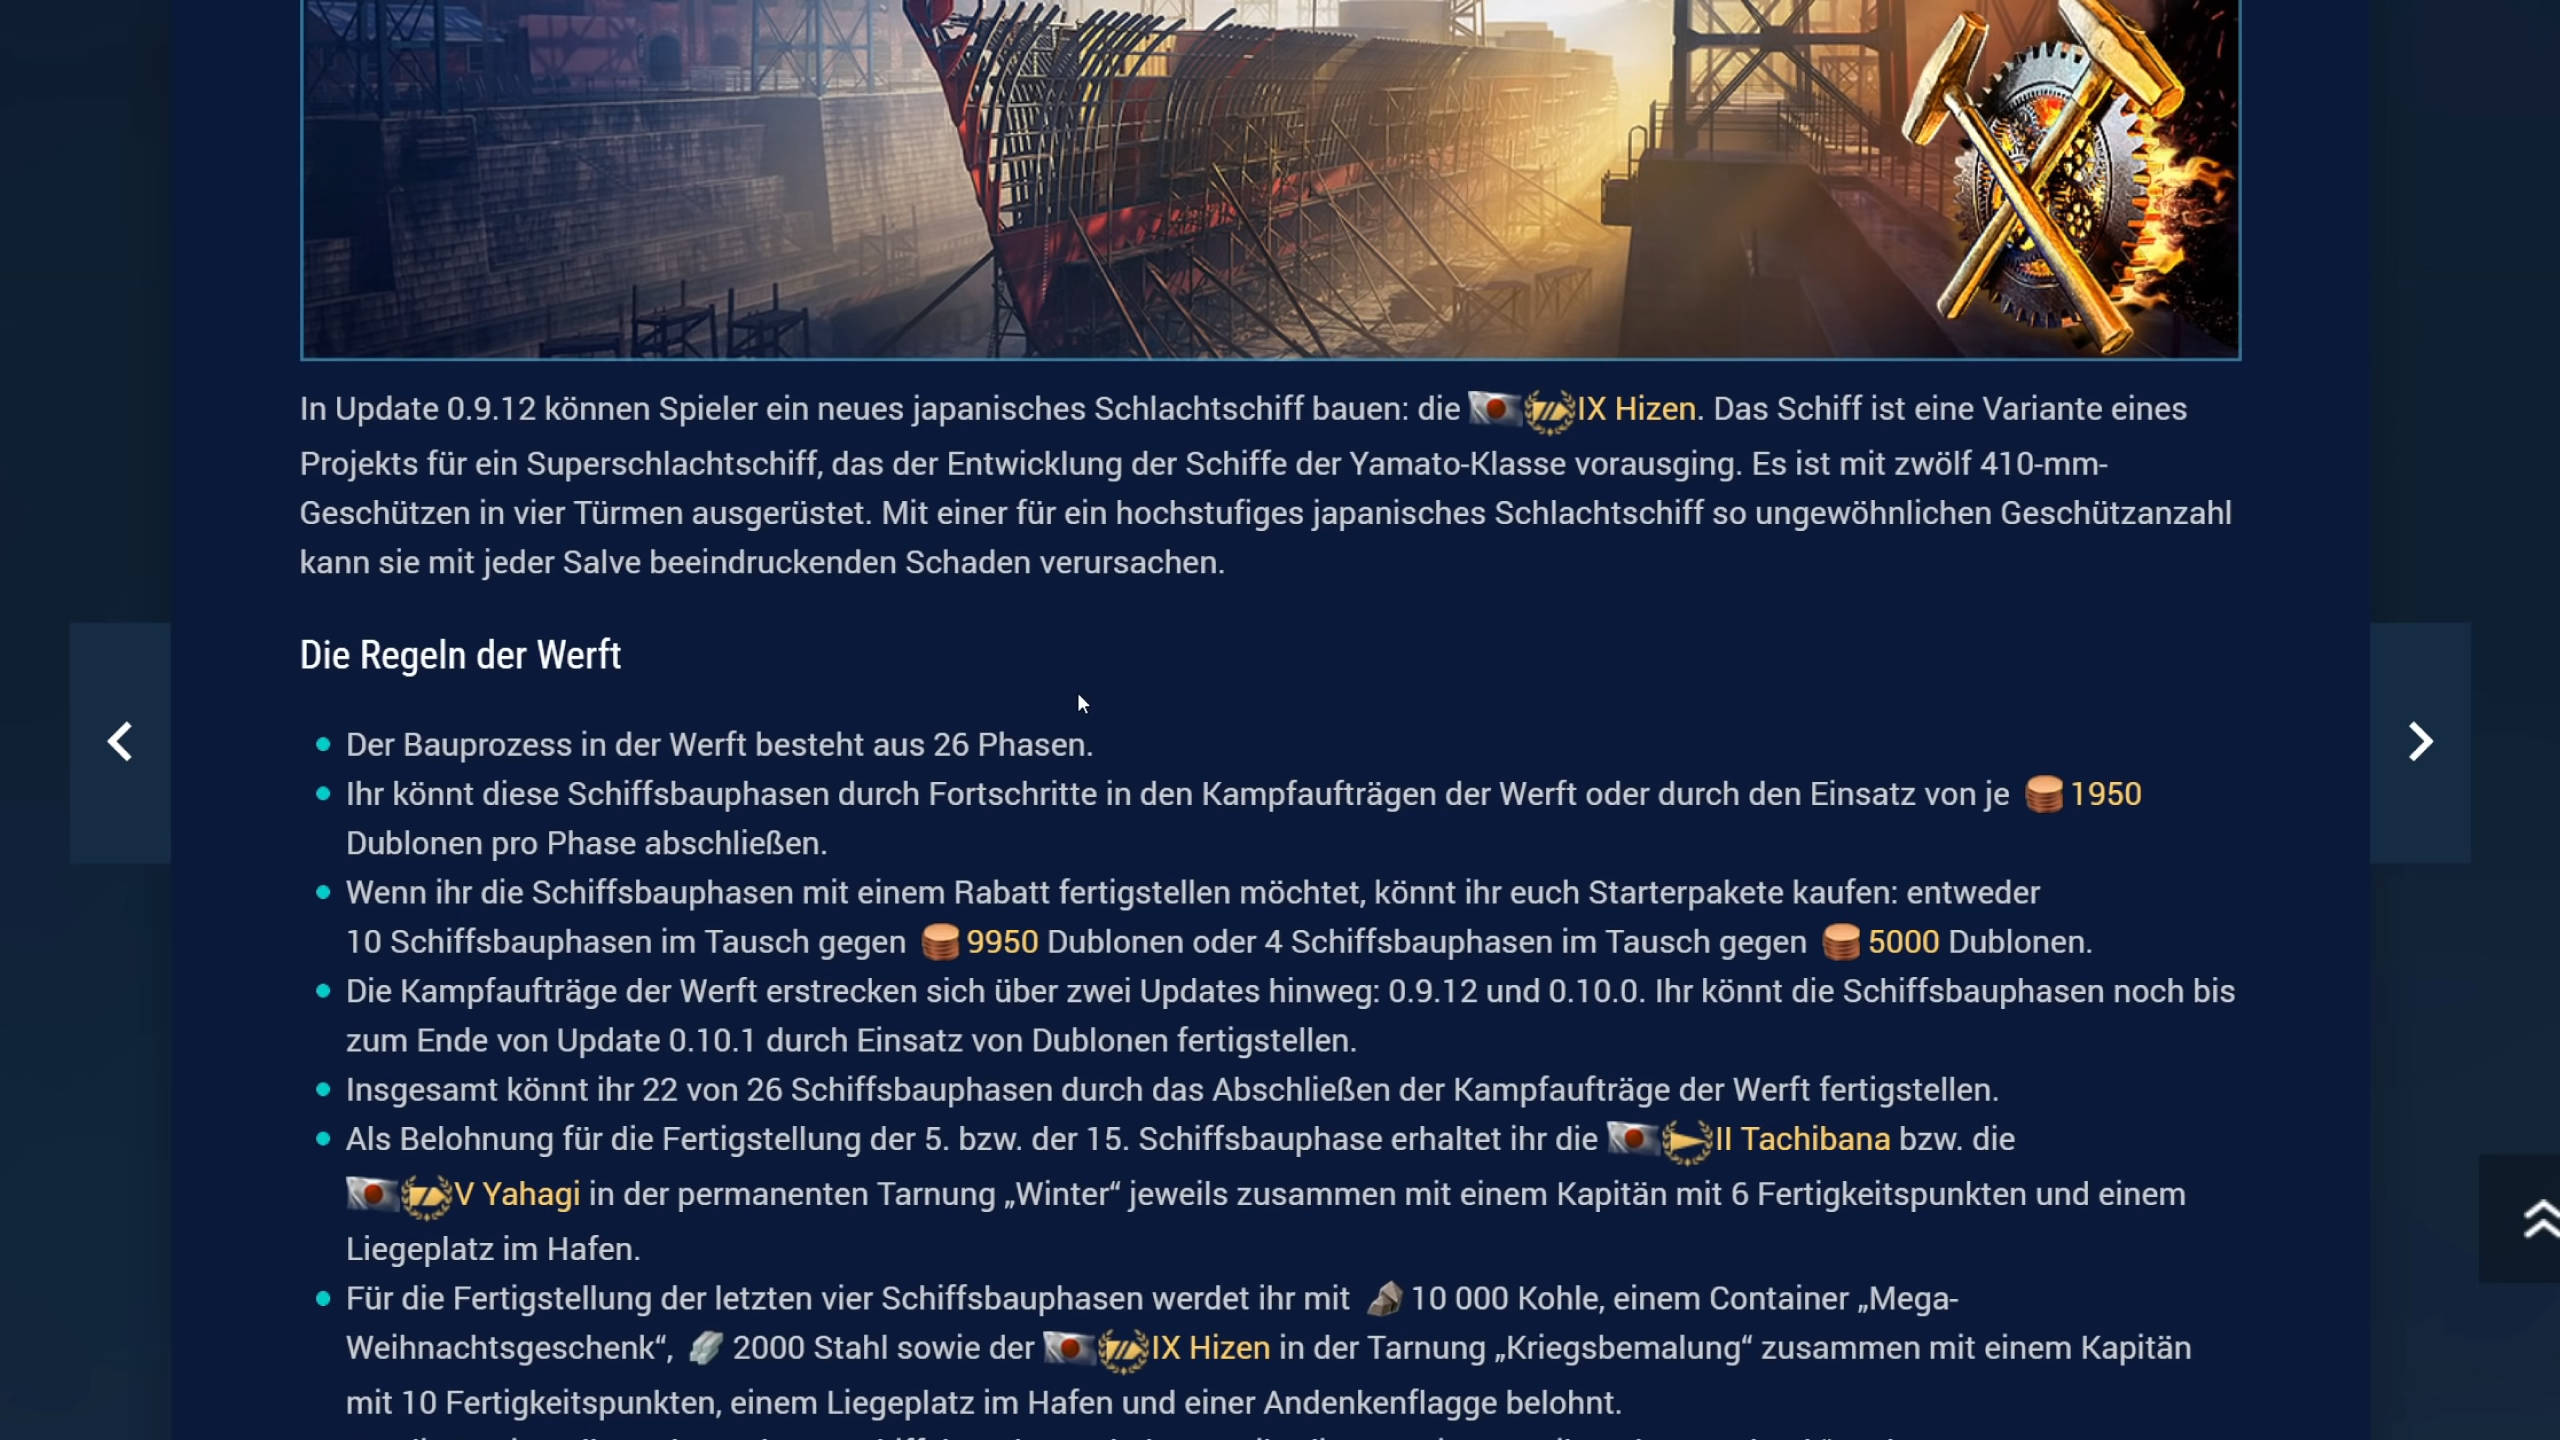 In Update 0.9.12 können Spieler ein neues japanisches Schlachtschiff bauen: die IX Hizen. Das Schiff ist eine Variante eines
Projekts für ein Superschlachtschiff, das der Entwicklung der Schiffe der Yamato-Klasse vorausging. Es ist mit zwölf 410-mm-
Geschützen in vier Türmen ausgerüstet. Mit einer für ein hochstufiges japanisches Schlachtschiff so ungewöhnlichen Geschützanzahl
kann sie mit jeder Salve beeindruckenden Schaden verursachen.
Die Regeln der Werft
Der Bauprozess in der Werft besteht aus 26 Phasen.
Ihr könnt diese Schiffsbauphasen durch Fortschritte in den Kampfaufträgen der Werft oder durch den Einsatz von je 1950
Dublonen pro Phase abschließen.
Wenn ihr die Schiffsbauphasen mit einem Rabatt fertigstellen möchtet, könnt ihr euch Starterpakete kaufen: entweder
10 Schiffsbauphasen im Tausch gegen 9950 Dublonen oder 4 Schiffsbauphasen im Tausch gegen 5000 Dublonen.
Die Kampfaufträge der Werft erstrecken sich über zwei Updates hinweg: 0.9.12 und 0.10.0. Ihr könnt die Schiffsbauphasen noch bis
zum Ende von Update 0.10.1 durch Einsatz von Dublonen fertigstellen.
Insgesamt könnt ihr 22 von 26 Schiffsbauphasen durch das Abschließen der Kampfaufträge der Werft fertigstellen.
Als Belohnung für die Fertigstellung der 5. bzw. der 15. Schiffsbauphase erhaltet ihr die II Tachibana bzw. die
V Yahagi in der permanenten Tarnung „Winter“ jeweils zusammen mit einem Kapitän mit 6 Fertigkeitspunkten und einem
Liegeplatz im Hafen.
Für die Fertigstellung der letzten vier Schiffsbauphasen werdet ihr mit 10 000 Kohle, einem Container „Mega-
Weihnachtsgeschenk“, 2000 Stahl sowie der IX Hizen in der Tarnung „Kriegsbemalung“ zusammen mit einem Kapitän
mit 10 Fertigkeitspunkten, einem Liegeplatz im Hafen und einer Andenkenflagge belohnt.